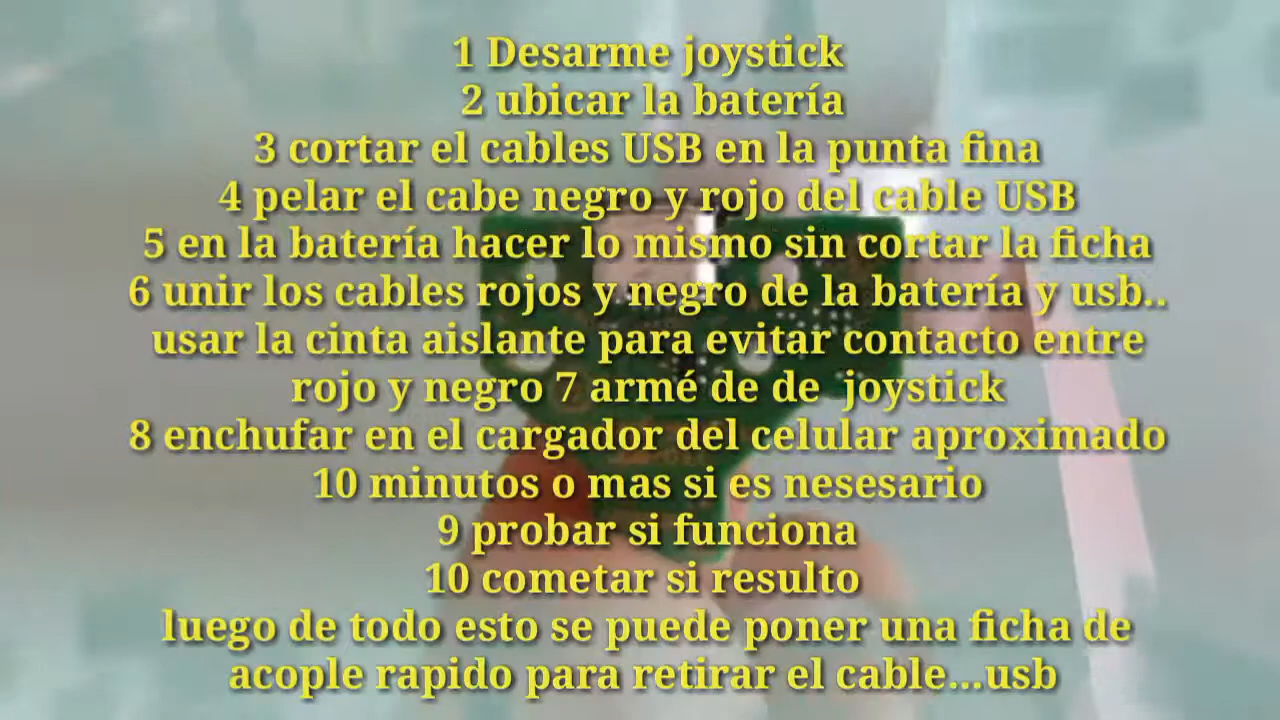 1 Desarme joystick
2 ubicar la batería
3 cortar el cables USB en la punta fina
4 pelar el cabe negro y rojo del cable USB
5 en la batería hacer lo mismo sin cortar la ficha
6 unir los cables rojos y negro de la batería y usb..
usar la cinta aislante para evitar contacto entre
rojo y negro 7 armé de de joystick
8 enchufar en el cargador del celular aproximado
10 minutos o mas si es nesesario
9 probar si funciona
10 cometar si resulto
luego de todo esto se puede poner una ficha de
acople rapido para retirar el cable...usb